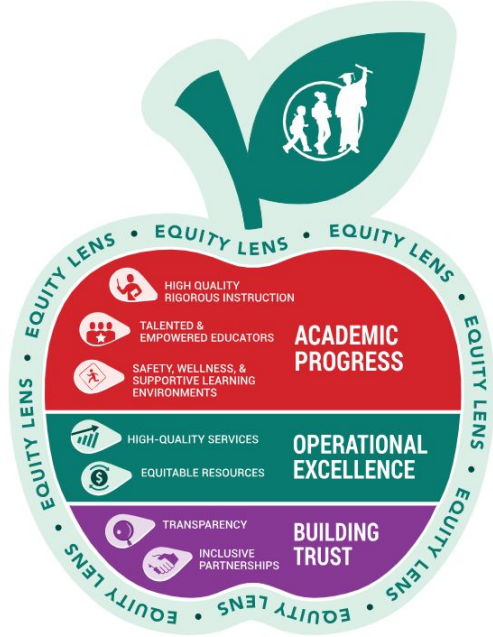 EQUITY LENS • EQUITY LENS • EQUITY LENS • EQUITY LENS • EQUITY LENS • EQUITY LENS • EQUITY LENS • EQUITY LENS •
HIGH QUALITY
RIGOROUS INSTRUCTION
TALENTED &
EMPOWERED EDUCATORS
SAFETY, WELLNESS, &
SUPPORTIVE LEARNING
ENVIRONMENTS
ACADEMIC
PROGRESS
HIGH-QUALITY SERVICES
$
EQUITABLE RESOURCES
OPERATIONAL
EXCELLENCE
TRANSPARENCY
INCLUSIVE
PARTNERSHIPS
BUILDING
TRUST